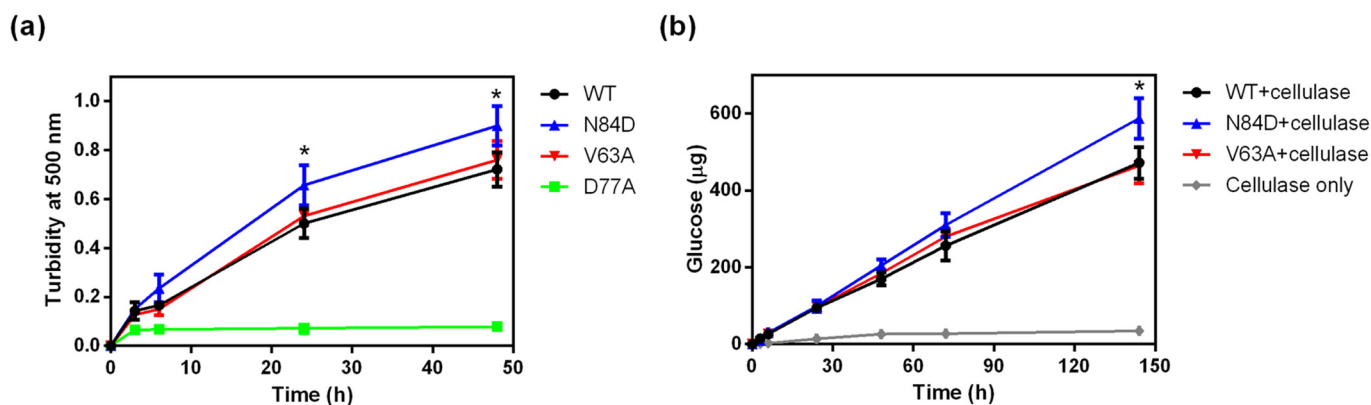 (a)
Turbidity at 500 nm
1.0
0.8
0.6
0.4
0.2
0.0
0
10
20
30
40
50
Time (h)
*
*
WT
N84D
V63A
D77A
(b)
Glucose (µg)
600
400
200
0
0
30
60
90
120
150
Time (h)
*
WT+cellulase
N84D+cellulase
V63A+cellulase
Cellulase only